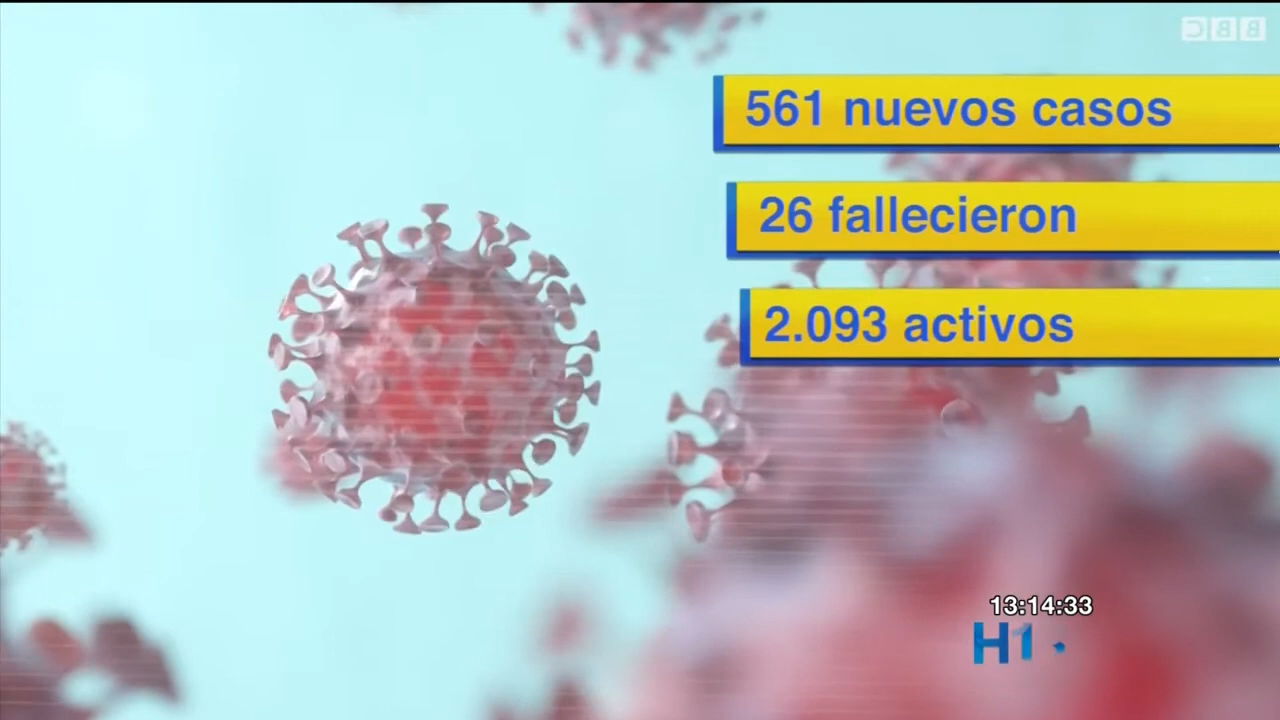 BBC
561 nuevos casos
26 fallecieron
2.093 activos
13:14:33
H1